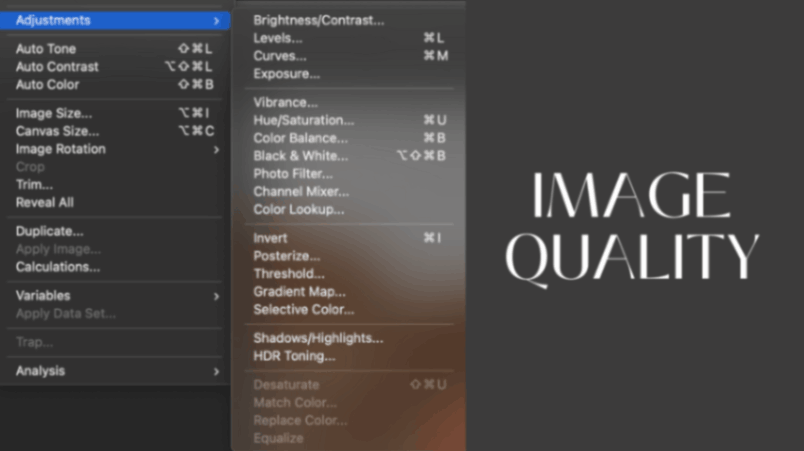 Adjustments >
Auto Tone ⇧⌘L
Auto Contrast ⌥⇧⌘L
Auto Color ⇧⌘B
Image Size... ⌥⌘I
Canvas Size... ⌥⌘C
Image Rotation >
Crop
Trim...
Reveal All
Duplicate...
Apply Image...
Calculations...
Variables >
Apply Data Set...
Trap...
Analysis >
Brightness/Contrast...
Levels... ⌘L
Curves... ⌘M
Exposure...
Vibrance...
Hue/Saturation... ⌘U
Color Balance... ⌘B
Black & White... ⌥⇧⌘B
Photo Filter...
Channel Mixer...
Color Lookup...
Invert ⌘I
Posterize...
Threshold...
Gradient Map...
Selective Color...
Shadows/Highlights...
HDR Toning...
Desaturate ⇧⌘U
Match Color...
Replace Color...
Equalize
IMAGE
QUALITY